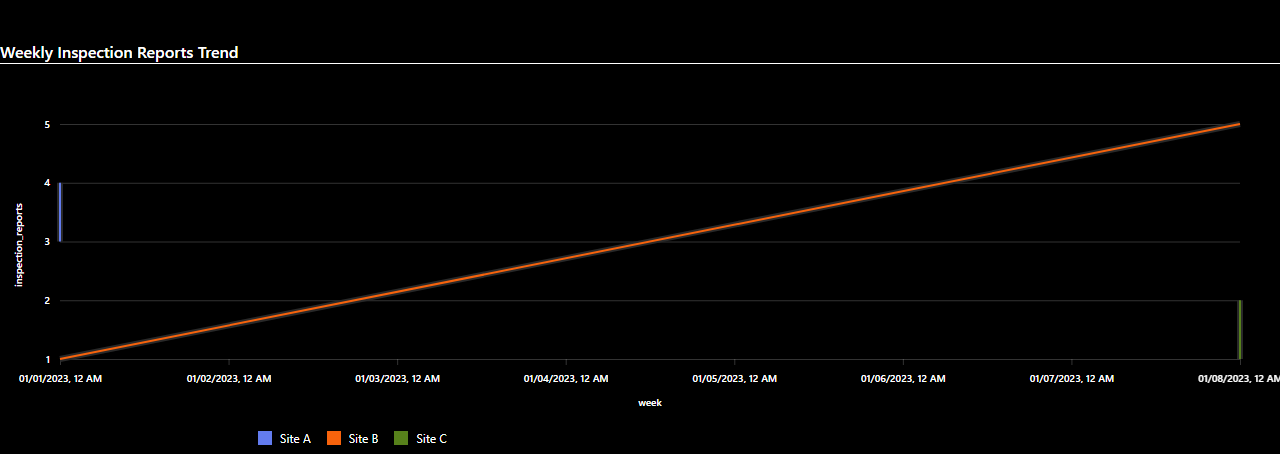 Weekly Inspection Reports Trend
5
4
3
2
1
inspection_reports
01/01/2023, 12 AM 01/02/2023, 12 AM 01/03/2023, 12 AM 01/04/2023, 12 AM 01/05/2023, 12 AM 01/06/2023, 12 AM 01/07/2023, 12 AM 01/08/2023, 12 AM
week
Site A Site B Site C